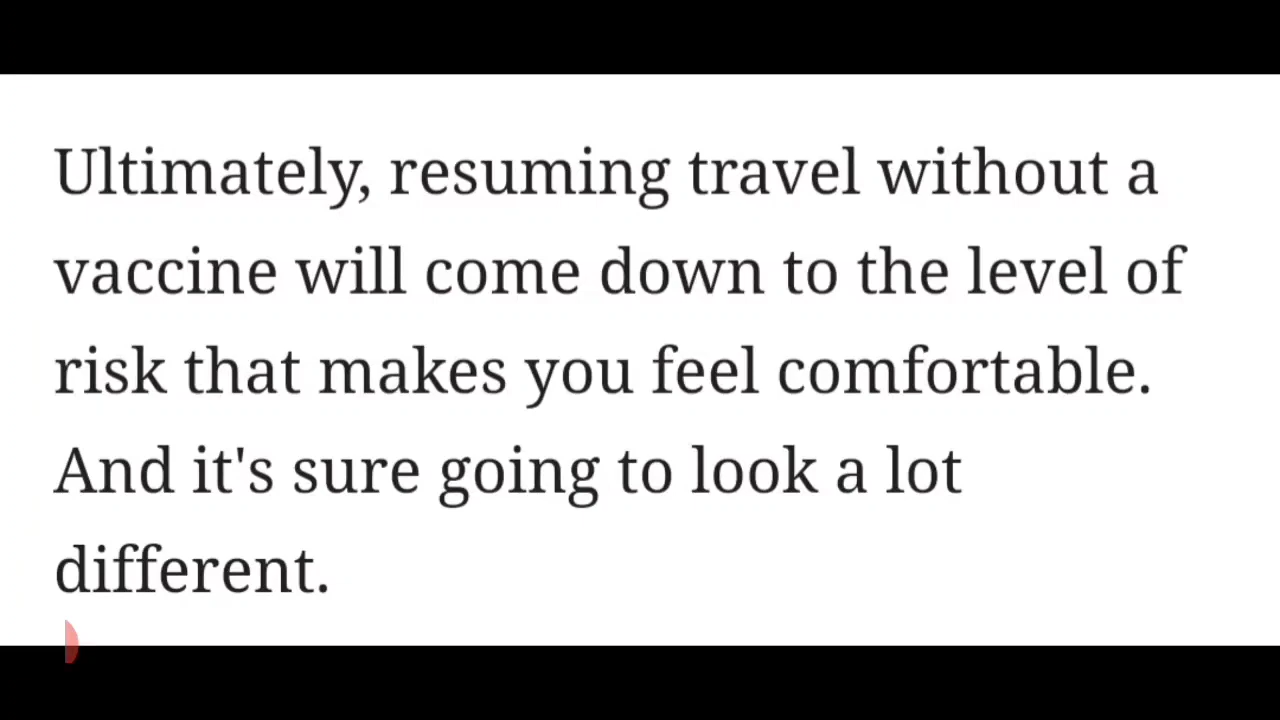 Ultimately, resuming travel without a
vaccine will come down to the level of
risk that makes you feel comfortable.
And it's sure going to look a lot
different.